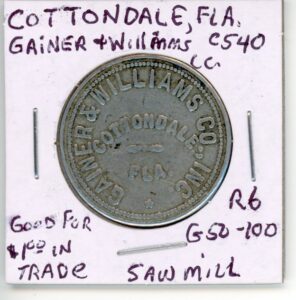 COTTONDALE, FLA.
GAINER + Williams C540
GAINER & WILLIAMS CO., INC
COTTONDALE,
FLA.
R6
GOOD FOR
$1.00 IN
TRADE
G50-100
SAW MILL